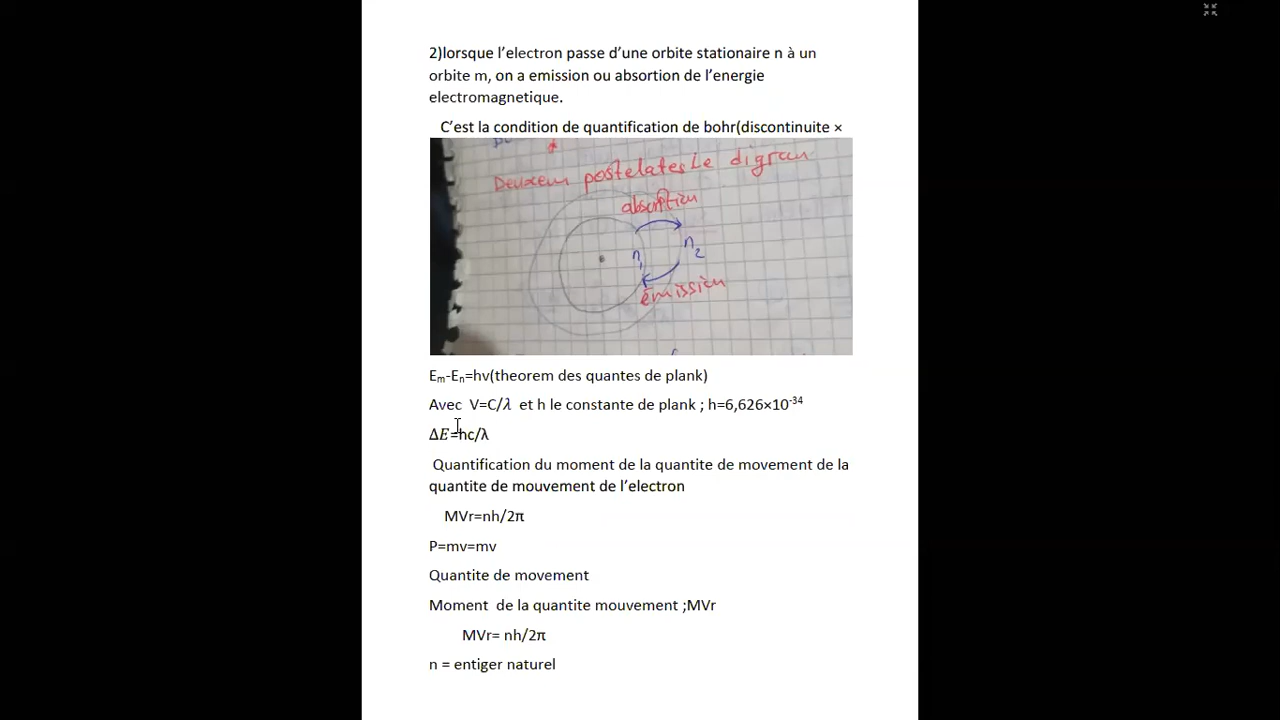 2)lorsque l’electron passe d’une orbite stationaire n à un
orbite m, on a emission ou absortion de l’energie
electromagnetique.
C’est la condition de quantification de bohr(discontinuite ×
Deuxem postelates Le digram
absorption
n1
n2
émission
Em-En=hv(theorem des quantes de plank)
Avec V=C/λ et h le constante de plank ; h=6,626×10-34
ΔE=hc/λ
Quantification du moment de la quantite de movement de la
quantite de mouvement de l’electron
MVr=nh/2π
P=mv=mv
Quantite de movement
Moment de la quantite mouvement ;MVr
MVr= nh/2π
n = entiger naturel